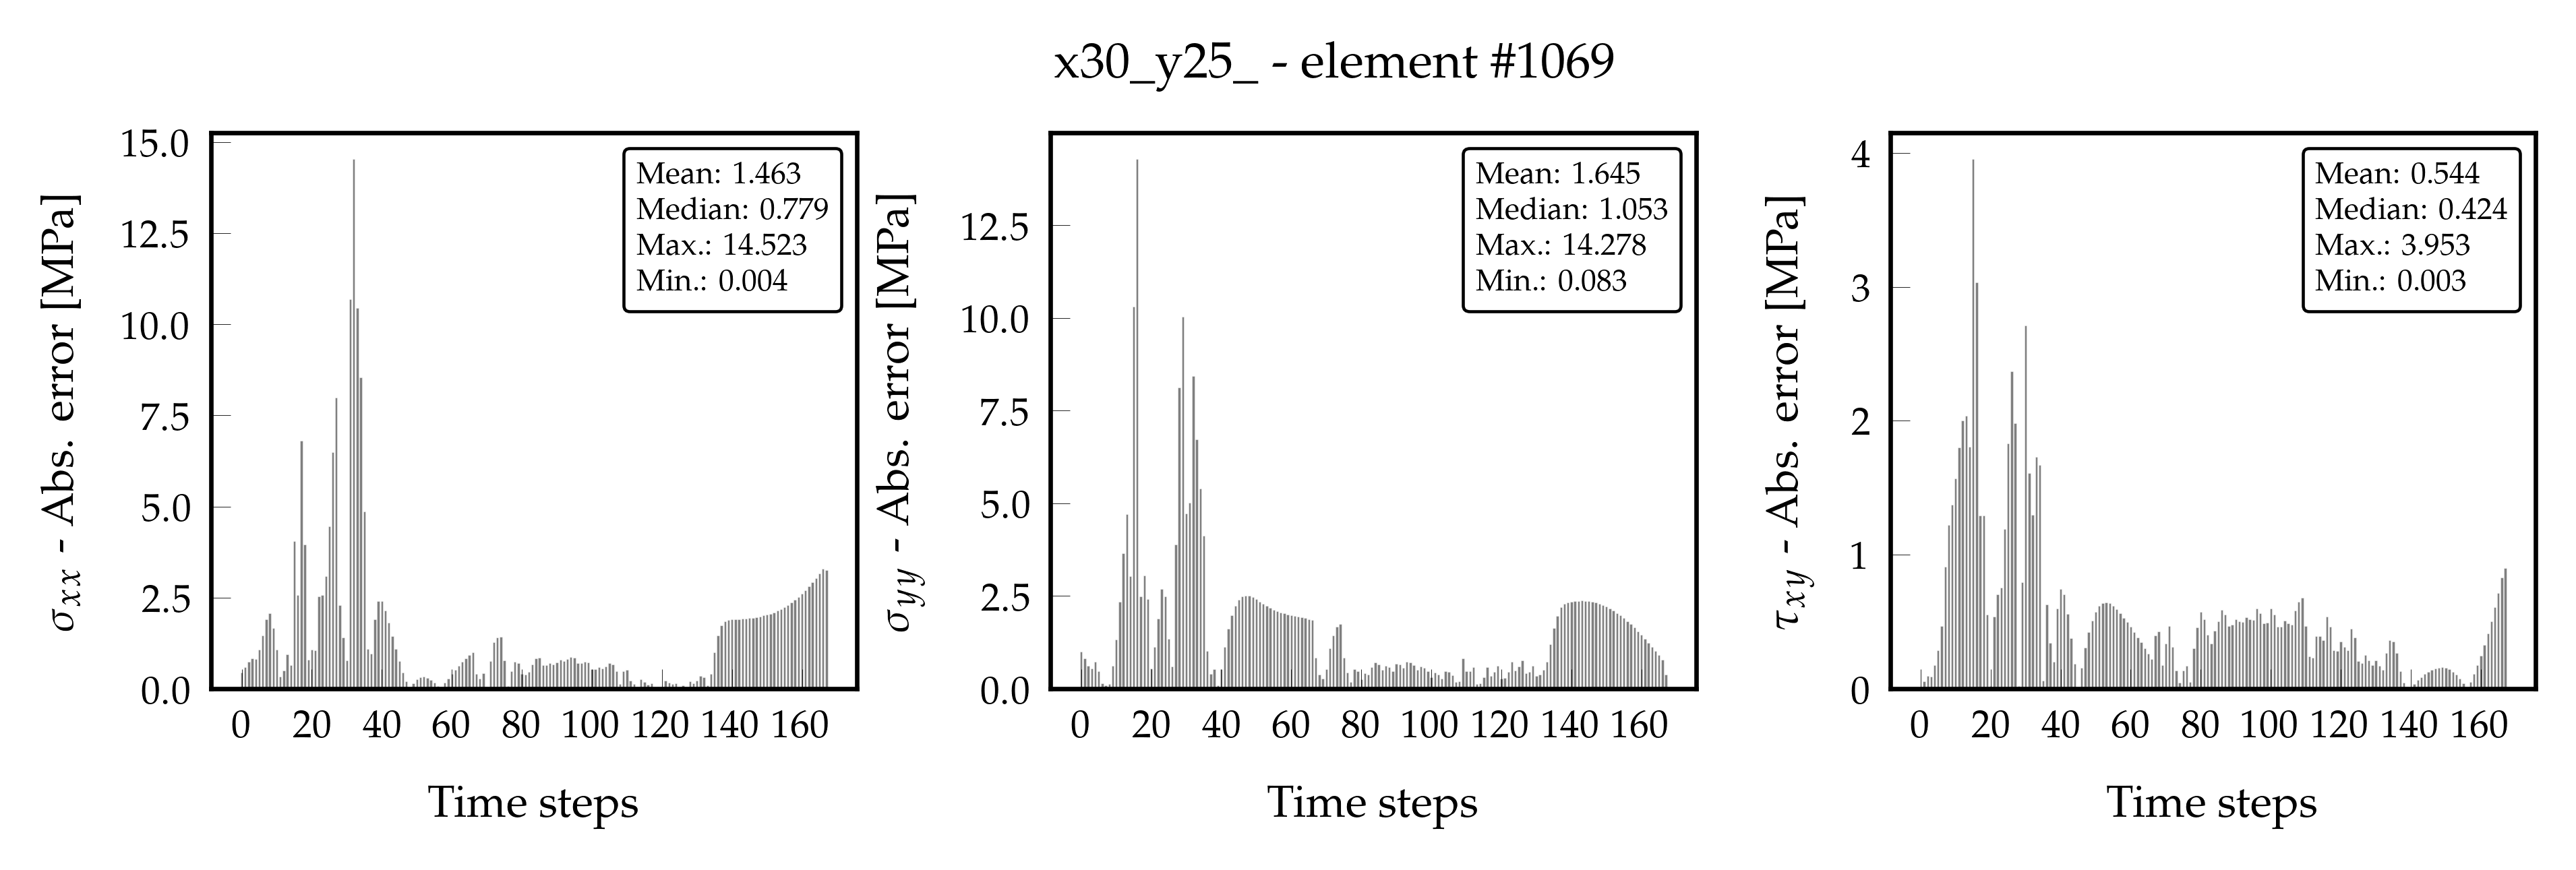 x30_y25_ - element #1069
σxx - Abs. error [MPa]
15.0
12.5
10.0
7.5
5.0
2.5
0.0
0 20 40 60 80 100 120 140 160
Time steps
Mean: 1.463
Median: 0.779
Max.: 14.523
Min.: 0.004
σyy - Abs. error [MPa]
12.5
10.0
7.5
5.0
2.5
0.0
0 20 40 60 80 100 120 140 160
Time steps
Mean: 1.645
Median: 1.053
Max.: 14.278
Min.: 0.083
τxy - Abs. error [MPa]
4
3
2
1
0
0 20 40 60 80 100 120 140 160
Time steps
Mean: 0.544
Median: 0.424
Max.: 3.953
Min.: 0.003